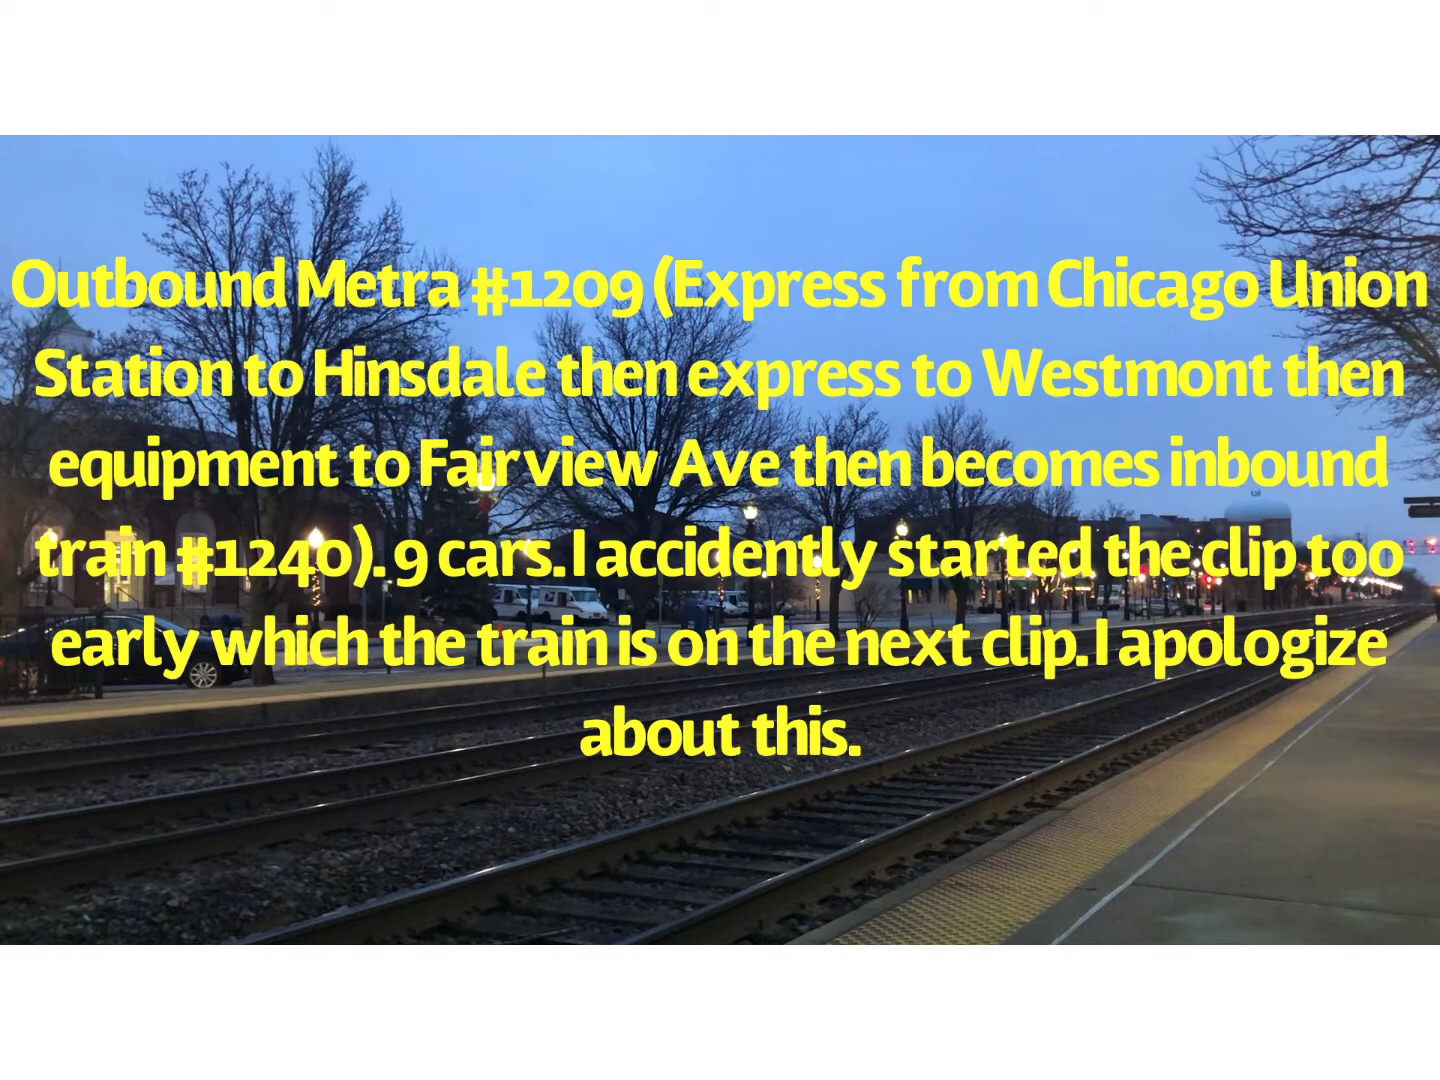 Outbound Metra #1209 (Express from Chicago Union
Station to Hinsdale then express to Westmont then
equipment to Fairview Ave then becomes inbound
train #1240). 9 cars. I accidently started the clip too
early which the train is on the next clip. I apologize
about this.